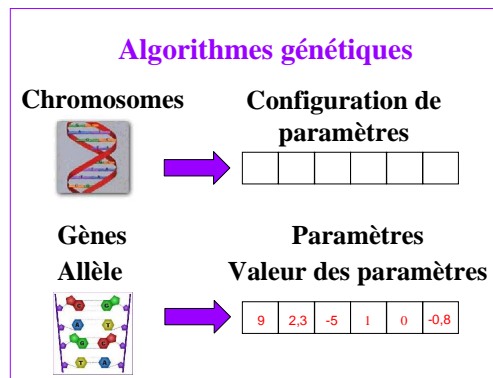 Algorithmes génétiques
Chromosomes
Configuration de
paramètres
Gènes
Allèle
Paramètres
Valeur des paramètres
C G
A T
G C
T A
9 2,3 -5 1 0 -0,8